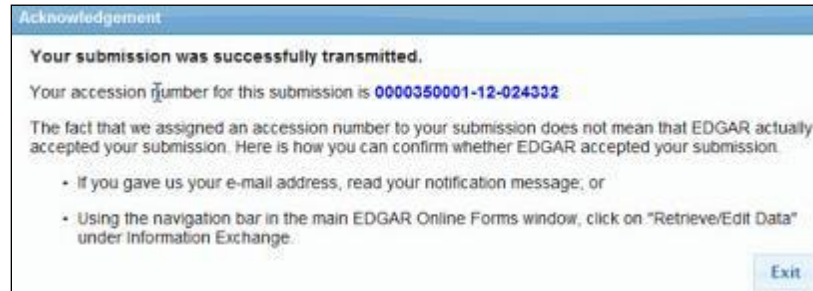 Acknowledgement
Your submission was successfully transmitted.
Your accession number for this submission is 0000350001-12-024332
The fact that we assigned an accession number to your submission does not mean that EDGAR actually
accepted your submission. Here is how you can confirm whether EDGAR accepted your submission.
• If you gave us your e-mail address, read your notification message; or
• Using the navigation bar in the main EDGAR Online Forms window, click on "Retrieve/Edit Data"
under Information Exchange.
Exit